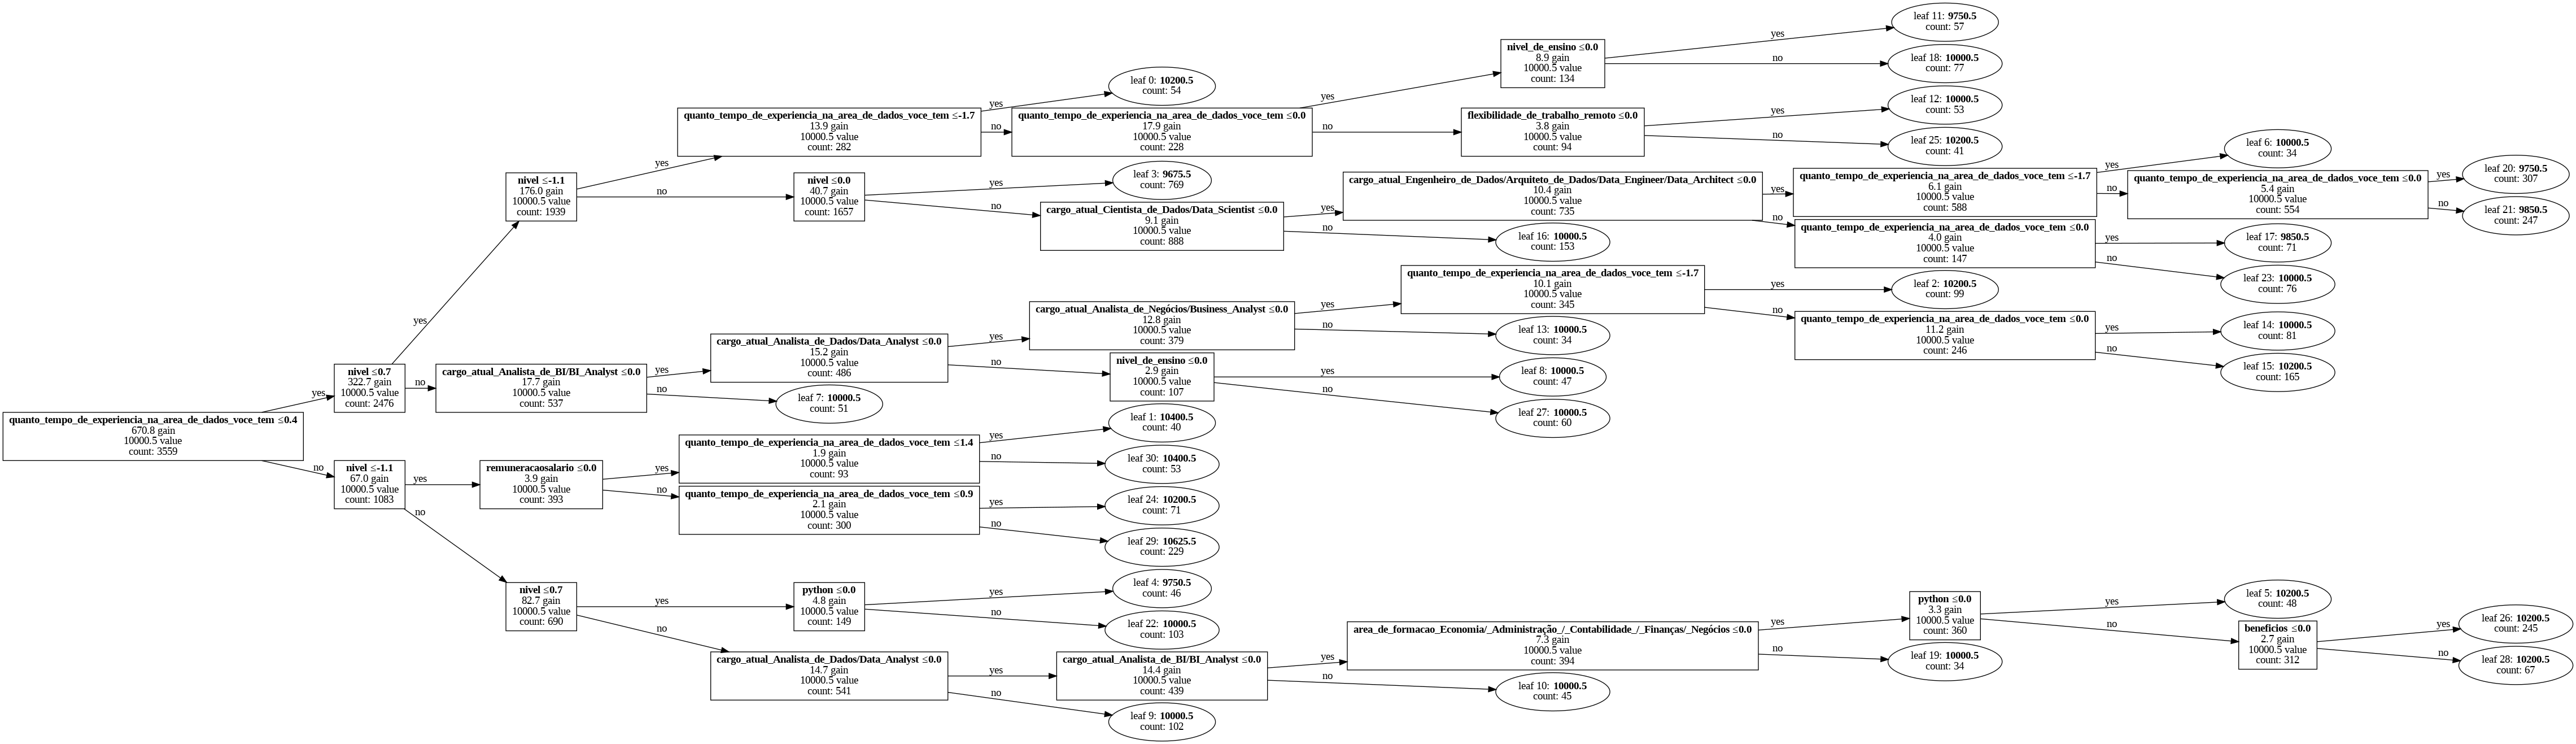 quanto_tempo_de_experiencia_na_area_de_dados_voce_tem ≤0.4
670.8 gain
10000.5 value
count: 3559
yes
no
nivel ≤0.7
322.7 gain
10000.5 value
count: 2476
yes
no
nivel ≤-1.1
176.0 gain
10000.5 value
count: 1939
yes
no
quanto_tempo_de_experiencia_na_area_de_dados_voce_tem ≤-1.7
13.9 gain
10000.5 value
count: 282
yes
no
leaf 0: 10200.5
count: 54
quanto_tempo_de_experiencia_na_area_de_dados_voce_tem ≤0.0
17.9 gain
10000.5 value
count: 228
yes
no
nivel_de_ensino ≤0.0
8.9 gain
10000.5 value
count: 134
yes
no
leaf 11: 9750.5
count: 57
leaf 18: 10000.5
count: 77
flexibilidade_de_trabalho_remoto ≤0.0
3.8 gain
10000.5 value
count: 94
yes
no
leaf 12: 10000.5
count: 53
leaf 25: 10200.5
count: 41
nivel ≤0.0
40.7 gain
10000.5 value
count: 1657
yes
no
leaf 3: 9675.5
count: 769
cargo_atual_Cientista_de_Dados/Data_Scientist ≤0.0
9.1 gain
10000.5 value
count: 888
yes
no
cargo_atual_Engenheiro_de_Dados/Arquiteto_de_Dados/Data_Engineer/Data_Architect ≤0.0
10.4 gain
10000.5 value
count: 735
yes
no
leaf 16: 10000.5
count: 153
quanto_tempo_de_experiencia_na_area_de_dados_voce_tem ≤-1.7
6.1 gain
10000.5 value
count: 588
yes
no
leaf 6: 10000.5
count: 34
quanto_tempo_de_experiencia_na_area_de_dados_voce_tem ≤0.0
5.4 gain
10000.5 value
count: 554
yes
no
leaf 20: 9750.5
count: 307
leaf 21: 9850.5
count: 247
quanto_tempo_de_experiencia_na_area_de_dados_voce_tem ≤0.0
4.0 gain
10000.5 value
count: 147
yes
no
leaf 17: 9850.5
count: 71
leaf 23: 10000.5
count: 76
cargo_atual_Analista_de_BI/BI_Analyst ≤0.0
17.7 gain
10000.5 value
count: 537
yes
no
cargo_atual_Analista_de_Dados/Data_Analyst ≤0.0
15.2 gain
10000.5 value
count: 486
yes
no
leaf 7: 10000.5
count: 51
cargo_atual_Analista_de_Negócios/Business_Analyst ≤0.0
12.8 gain
10000.5 value
count: 379
yes
no
quanto_tempo_de_experiencia_na_area_de_dados_voce_tem ≤-1.7
10.1 gain
10000.5 value
count: 345
yes
no
leaf 13: 10000.5
count: 34
leaf 2: 10200.5
count: 99
quanto_tempo_de_experiencia_na_area_de_dados_voce_tem ≤0.0
11.2 gain
10000.5 value
count: 246
yes
no
leaf 14: 10000.5
count: 81
leaf 15: 10200.5
count: 165
nivel_de_ensino ≤0.0
2.9 gain
10000.5 value
count: 107
yes
no
leaf 8: 10000.5
count: 47
leaf 27: 10000.5
count: 60
nivel ≤-1.1
67.0 gain
10000.5 value
count: 1083
yes
no
remuneracaosalario ≤0.0
3.9 gain
10000.5 value
count: 393
yes
no
quanto_tempo_de_experiencia_na_area_de_dados_voce_tem ≤1.4
1.9 gain
10000.5 value
count: 93
yes
no
leaf 1: 10400.5
count: 40
leaf 30: 10400.5
count: 53
quanto_tempo_de_experiencia_na_area_de_dados_voce_tem ≤0.9
2.1 gain
10000.5 value
count: 300
yes
no
leaf 24: 10200.5
count: 71
leaf 29: 10625.5
count: 229
nivel ≤0.7
82.7 gain
10000.5 value
count: 690
yes
no
python ≤0.0
4.8 gain
10000.5 value
count: 149
yes
no
leaf 4: 9750.5
count: 46
leaf 22: 10000.5
count: 103
cargo_atual_Analista_de_Dados/Data_Analyst ≤0.0
14.7 gain
10000.5 value
count: 541
yes
no
cargo_atual_Analista_de_BI/BI_Analyst ≤0.0
14.4 gain
10000.5 value
count: 439
yes
no
leaf 9: 10000.5
count: 102
area_de_formacao_Economia/_Administração_/_Contabilidade_/_Finanças/_Negócios ≤0.0
7.3 gain
10000.5 value
count: 394
yes
no
leaf 10: 10000.5
count: 45
python ≤0.0
3.3 gain
10000.5 value
count: 360
yes
no
leaf 19: 10000.5
count: 34
leaf 5: 10200.5
count: 48
beneficios ≤0.0
2.7 gain
10000.5 value
count: 312
yes
no
leaf 26: 10200.5
count: 245
leaf 28: 10200.5
count: 67